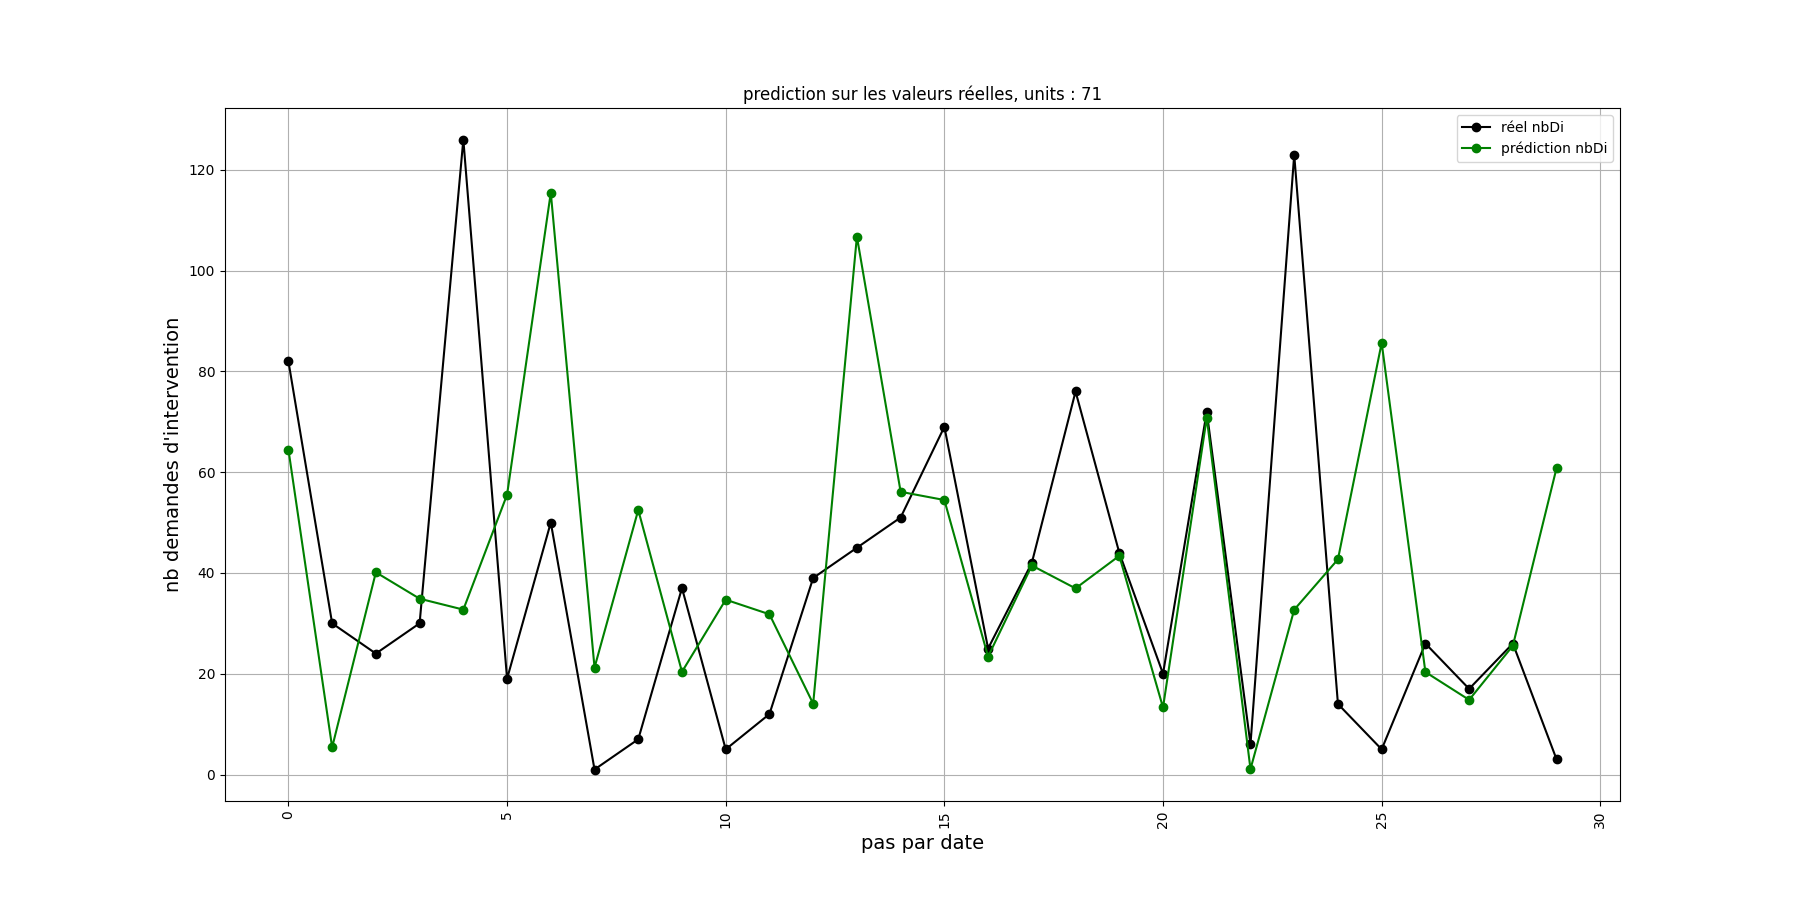 prediction sur les valeurs réelles, units : 71
réel nbDi
prédiction nbDi
120
100
80
60
40
20
0
nb demandes d'intervention
0 5 10 15 20 25 30
pas par date